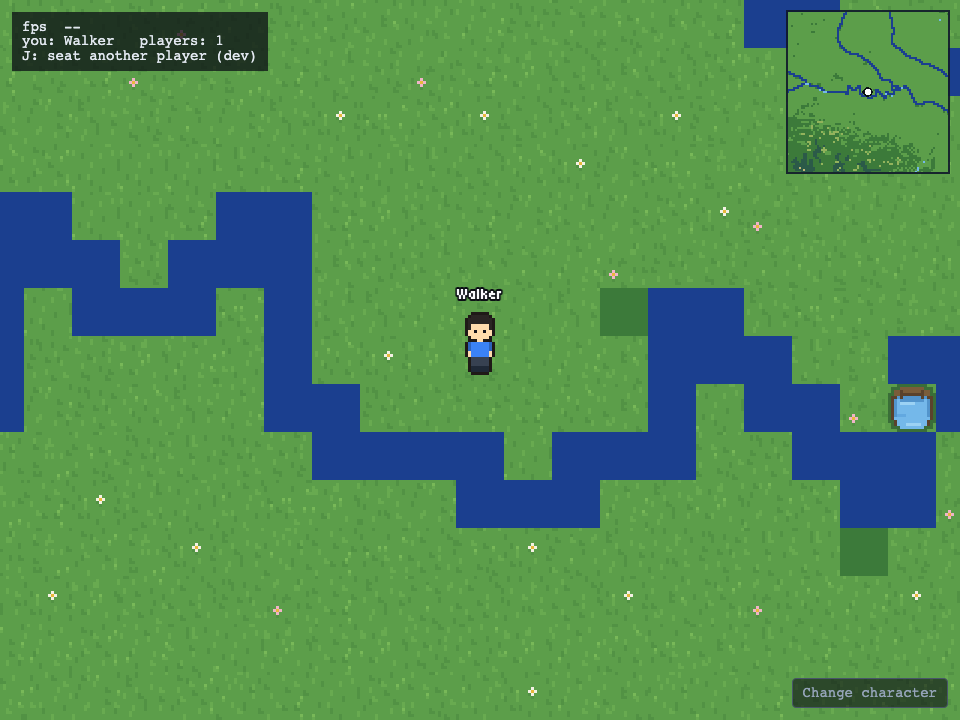 fps  --
you: Walker   players: 1
J: seat another player (dev)
Walker
Change character